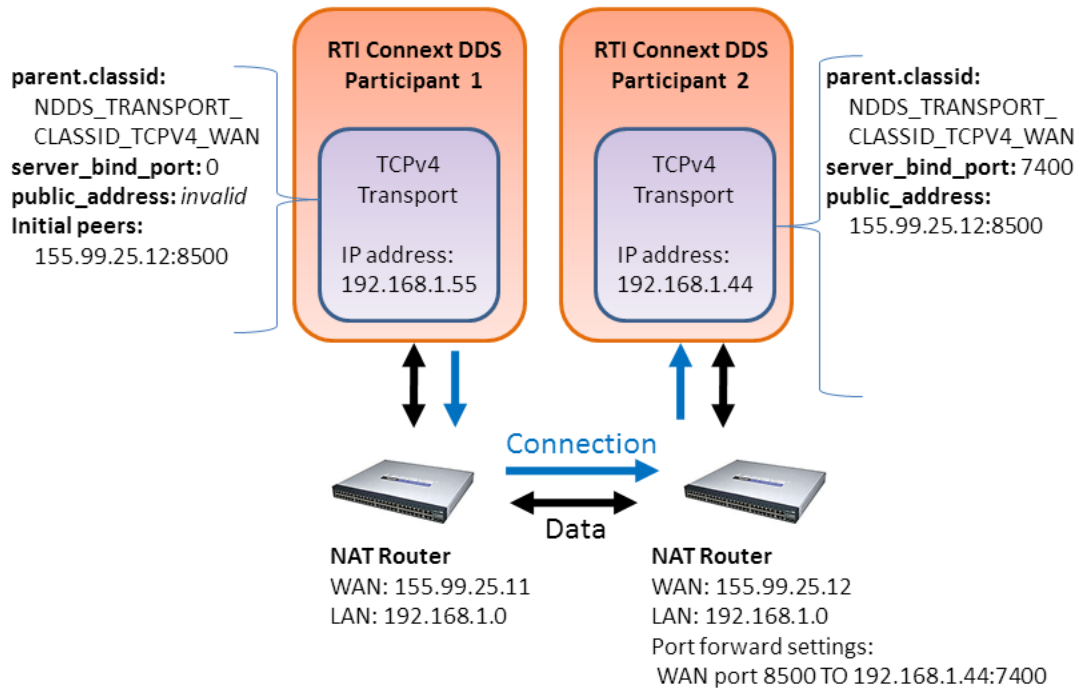 parent.classid:
NDDS_TRANSPORT_
CLASSID_TCPV4_WAN
server_bind_port: 0
public_address: invalid
Initial peers:
155.99.25.12:8500
RTI Connext DDS
Participant 1
TCPv4
Transport
IP address:
192.168.1.55
RTI Connext DDS
Participant 2
TCPv4
Transport
IP address:
192.168.1.44
parent.classid:
NDDS_TRANSPORT_
CLASSID_TCPV4_WAN
server_bind_port: 7400
public_address:
155.99.25.12:8500
Connection
Data
NAT Router
WAN: 155.99.25.11
LAN: 192.168.1.0
NAT Router
WAN: 155.99.25.12
LAN: 192.168.1.0
Port forward settings:
WAN port 8500 TO 192.168.1.44:7400